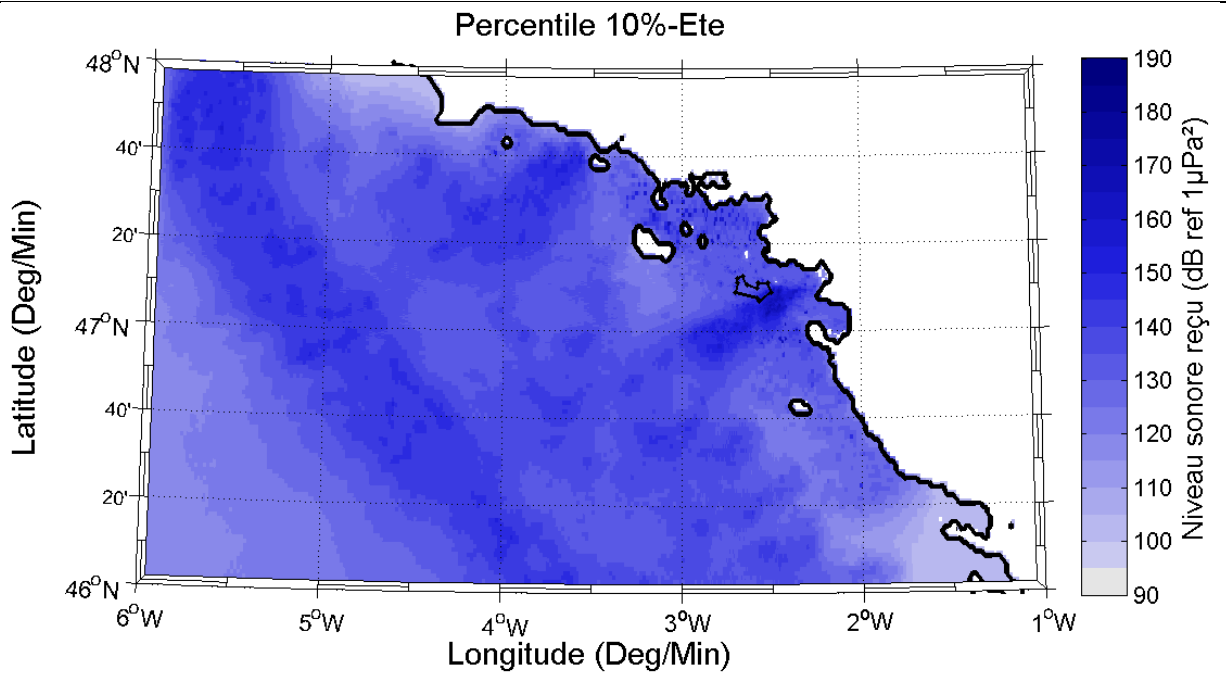 Percentile 10%-Ete
48°N
40'
20'
47°N
40'
20'
46°N
6°W
5°W
4°W
3°W
2°W
1°W
Latitude (Deg/Min)
Longitude (Deg/Min)
190
180
170
160
150
140
130
120
110
100
90
Niveau sonore reçu (dB ref 1µPa²)